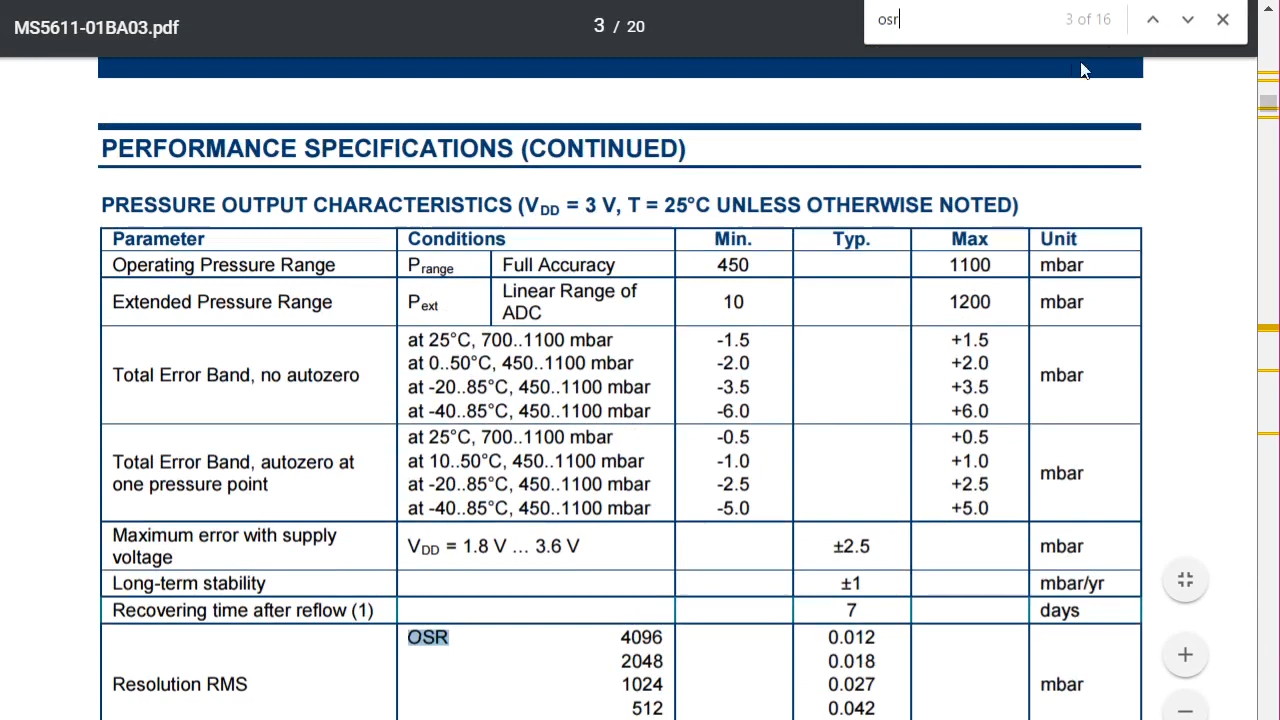 MS5611-01BA03.pdf
3 / 20
osr
3 of 16
PERFORMANCE SPECIFICATIONS (CONTINUED)
PRESSURE OUTPUT CHARACTERISTICS (VDD = 3 V, T = 25°C UNLESS OTHERWISE NOTED)
Parameter Conditions Min. Typ. Max Unit
Operating Pressure Range Prange Full Accuracy 450 1100 mbar
Extended Pressure Range Pext Linear Range of ADC 10 1200 mbar
Total Error Band, no autozero
at 25°C, 700..1100 mbar -1.5 +1.5
at 0..50°C, 450..1100 mbar -2.0 +2.0
at -20..85°C, 450..1100 mbar -3.5 +3.5
at -40..85°C, 450..1100 mbar -6.0 +6.0
mbar
Total Error Band, autozero at
one pressure point
at 25°C, 700..1100 mbar -0.5 +0.5
at 10..50°C, 450..1100 mbar -1.0 +1.0
at -20..85°C, 450..1100 mbar -2.5 +2.5
at -40..85°C, 450..1100 mbar -5.0 +5.0
mbar
Maximum error with supply
voltage
VDD = 1.8 V … 3.6 V ±2.5 mbar
Long-term stability ±1 mbar/yr
Recovering time after reflow (1) 7 days
Resolution RMS
OSR 4096 0.012
2048 0.018
1024 0.027
512 0.042
mbar